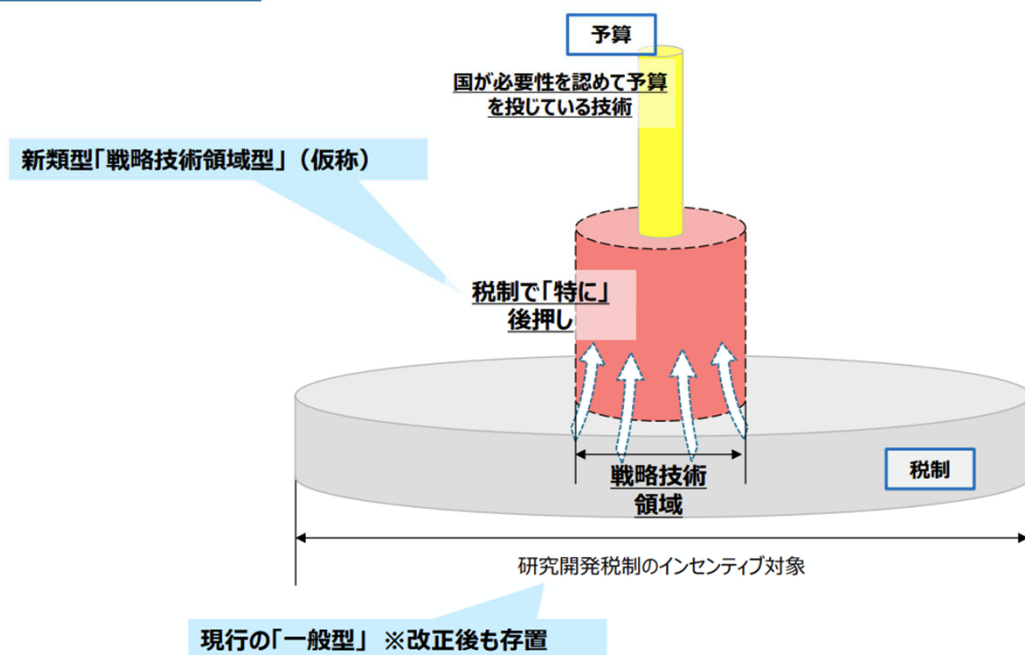 予算
国が必要性を認めて予算
を投じている技術
新類型「戦略技術領域型」（仮称）
税制で「特に」
後押し
戦略技術
領域
税制
研究開発税制のインセンティブ対象
現行の「一般型」 ※改正後も存置